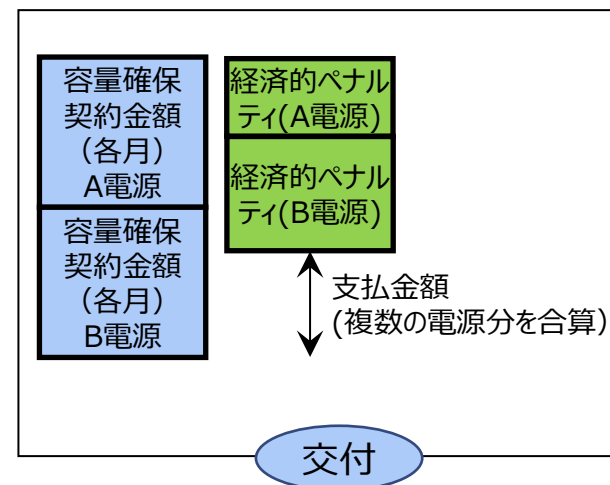 容量確保
契約金額
（各月）
A電源
容量確保
契約金額
（各月）
B電源
経済的ペナル
ティ(A電源)
経済的ペナル
ティ(B電源)
支払金額
(複数の電源分を合算）
交付